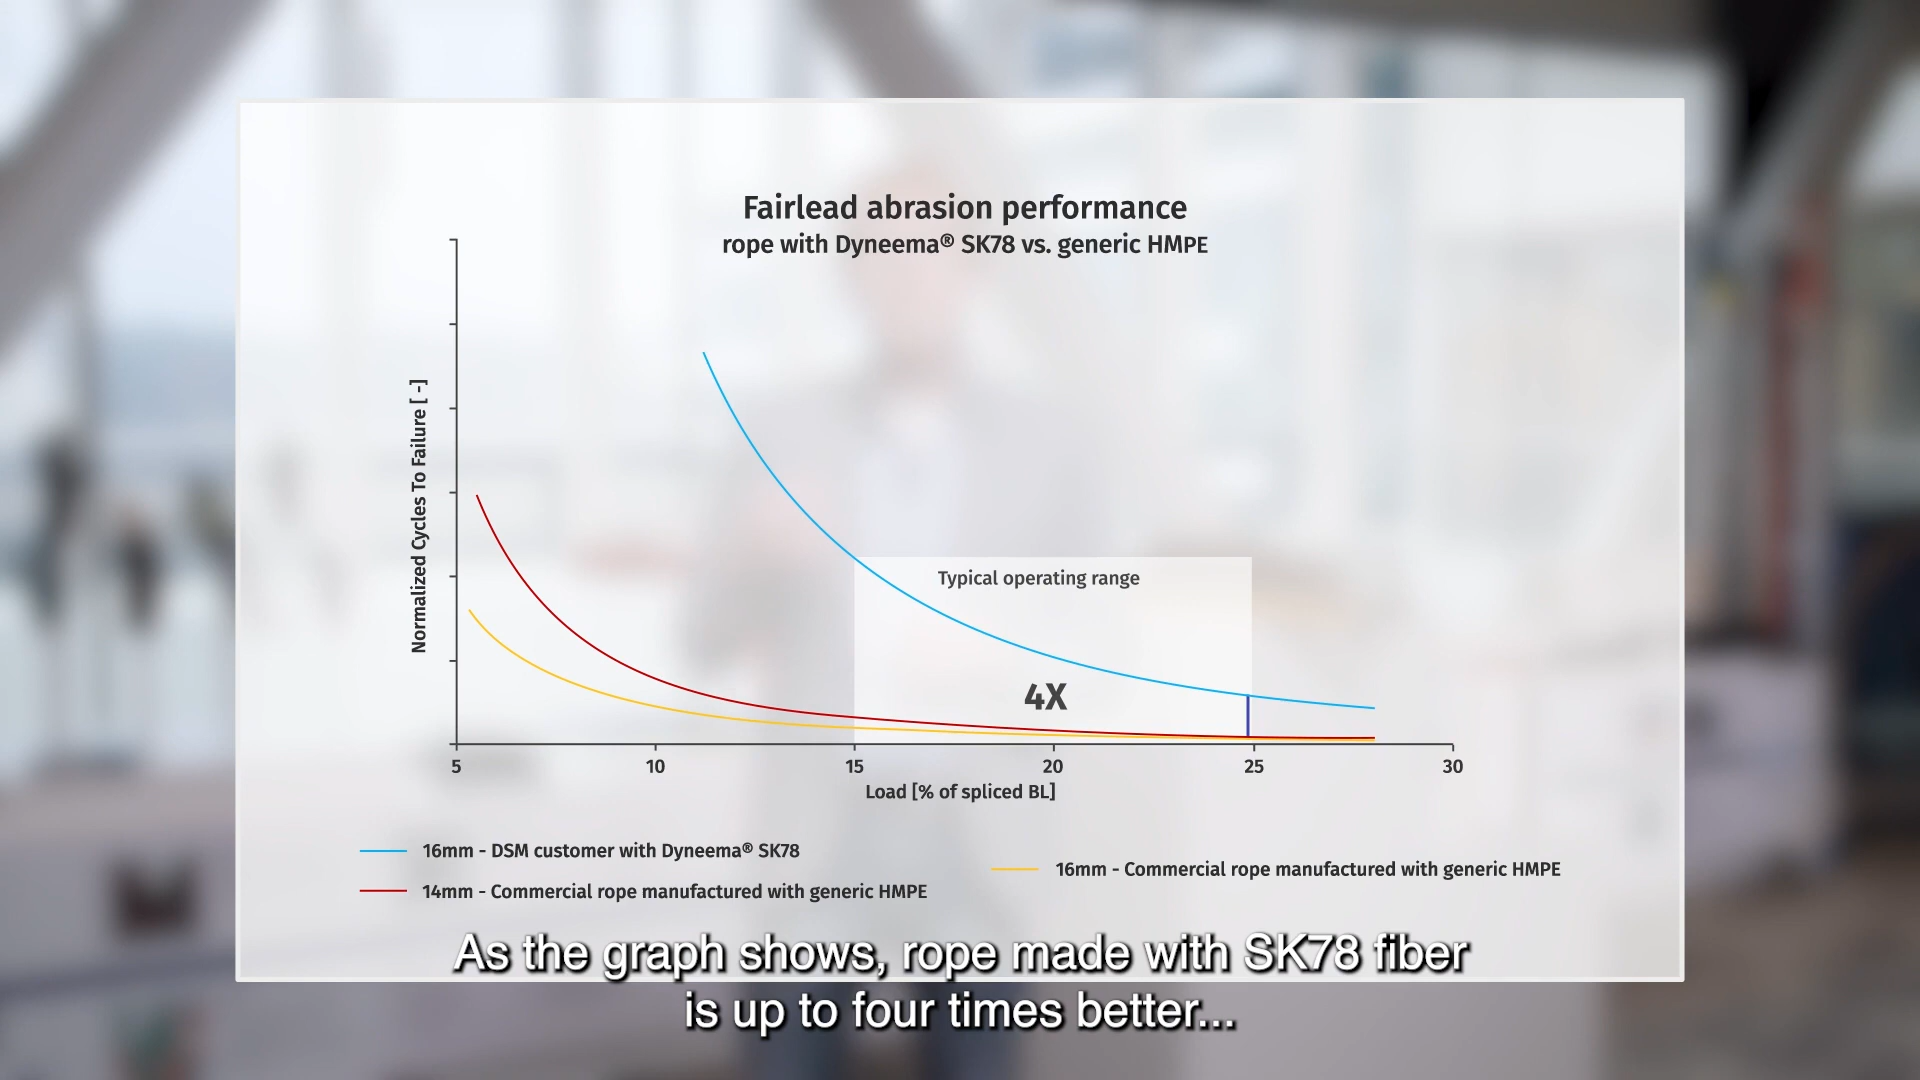 Fairlead abrasion performance
rope with Dyneema® SK78 vs. generic HMPE
Normalized Cycles To Failure [ -]
Typical operating range
4X
5 10 15 20 25 30
Load [% of spliced BL]
16mm - DSM customer with Dyneema® SK78
14mm - Commercial rope manufactured with generic HMPE
16mm - Commercial rope manufactured with generic HMPE
As the graph shows, rope made with SK78 fiber
is up to four times better...